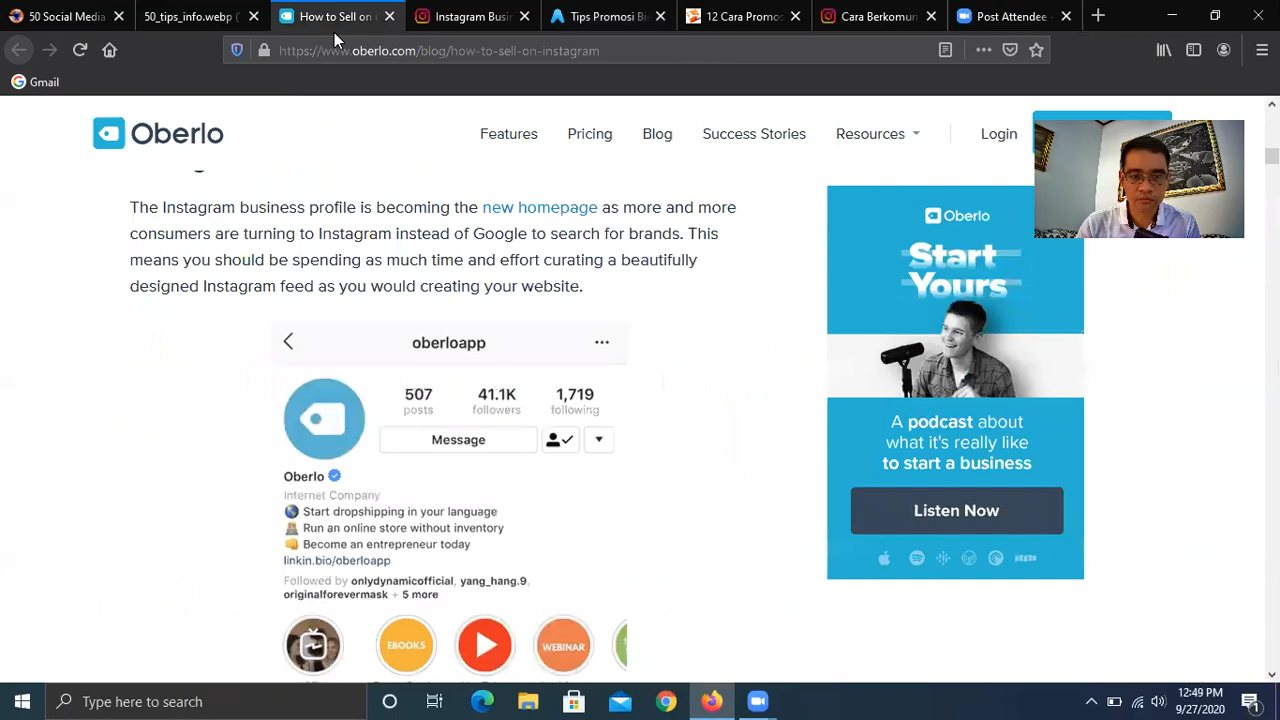 50 Social Media
50_tips_info.webp (
How to Sell on
Instagram Busi
Tips Promosi B
12 Cara Promo
Cara Berkomun
Post Attendee -
https://www.oberlo.com/blog/how-to-sell-on-instagram
Gmail
Oberlo
Features
Pricing
Blog
Success Stories
Resources
Login
The Instagram business profile is becoming the new homepage as more and more
consumers are turning to Instagram instead of Google to search for brands. This
means you should be spending as much time and effort curating a beautifully
designed Instagram feed as you would creating your website.
oberloapp
507
41.1K
1,719
posts
followers
following
Message
Oberlo
Internet Company
Start dropshipping in your language
Run an online store without inventory
Become an entrepreneur today
linkin.bio/oberloapp
Followed by onlydynamicofficial, yang_hang.9,
originalforevermask + 5 more
EBOOKS
WEBINAR
Oberlo
Start
Yours
A podcast about
what it's really like
to start a business
Listen Now
Type here to search
12:49 PM
9/27/2020
1